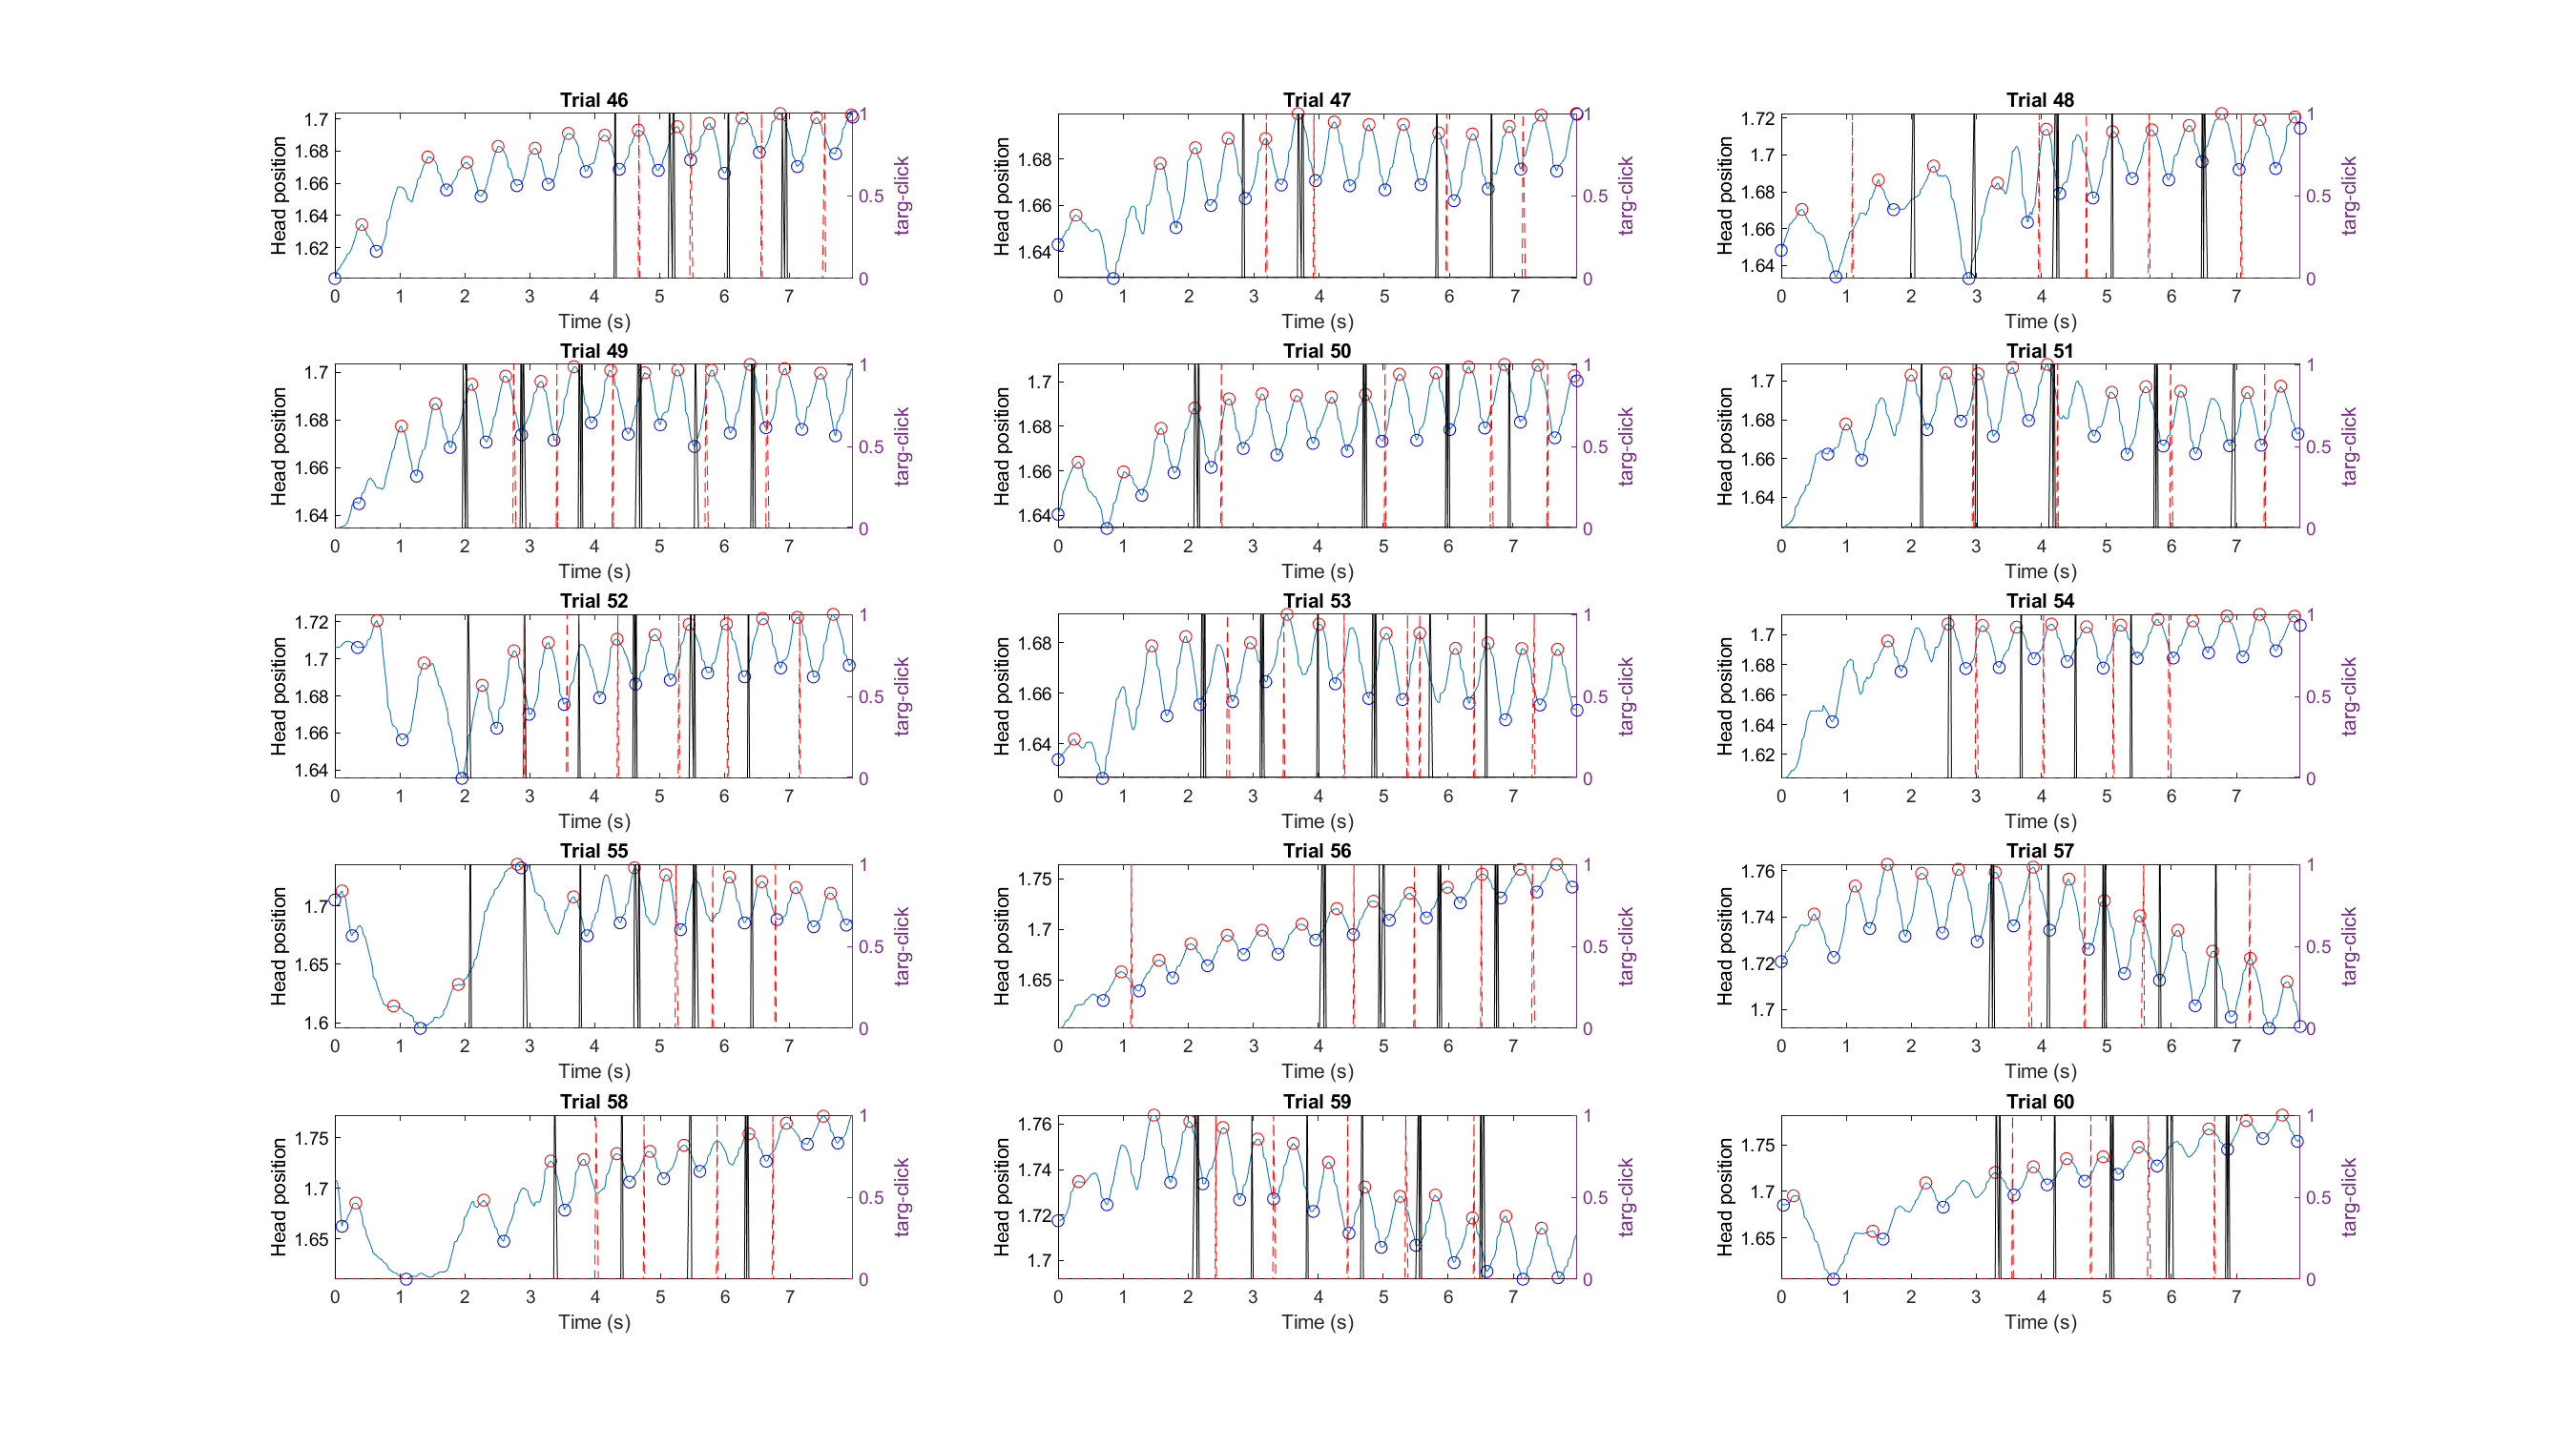 Trial 46
1.7
1.68
1.66
1.64
1.62
Head position
0 1 2 3 4 5 6 7
Time (s)
1
0.5
0
targ-click
Trial 47
1.68
1.66
1.64
Head position
0 1 2 3 4 5 6 7
Time (s)
1
0.5
0
targ-click
Trial 48
1.72
1.7
1.68
1.66
1.64
Head position
0 1 2 3 4 5 6 7
Time (s)
1
0.5
0
targ-click
Trial 49
1.7
1.68
1.66
1.64
Head position
0 1 2 3 4 5 6 7
Time (s)
1
0.5
0
targ-click
Trial 50
1.7
1.68
1.66
1.64
Head position
0 1 2 3 4 5 6 7
Time (s)
1
0.5
0
targ-click
Trial 51
1.7
1.68
1.66
1.64
Head position
0 1 2 3 4 5 6 7
Time (s)
1
0.5
0
targ-click
Trial 52
1.72
1.7
1.68
1.66
1.64
Head position
0 1 2 3 4 5 6 7
Time (s)
1
0.5
0
targ-click
Trial 53
1.68
1.66
1.64
Head position
0 1 2 3 4 5 6 7
Time (s)
1
0.5
0
targ-click
Trial 54
1.7
1.68
1.66
1.64
1.62
Head position
0 1 2 3 4 5 6 7
Time (s)
1
0.5
0
targ-click
Trial 55
1.7
1.65
1.6
Head position
0 1 2 3 4 5 6 7
Time (s)
1
0.5
0
targ-click
Trial 56
1.75
1.7
1.65
Head position
0 1 2 3 4 5 6 7
Time (s)
1
0.5
0
targ-click
Trial 57
1.76
1.74
1.72
1.7
Head position
0 1 2 3 4 5 6 7
Time (s)
1
0.5
0
targ-click
Trial 58
1.75
1.7
1.65
Head position
0 1 2 3 4 5 6 7
Time (s)
1
0.5
0
targ-click
Trial 59
1.76
1.74
1.72
1.7
Head position
0 1 2 3 4 5 6 7
Time (s)
1
0.5
0
targ-click
Trial 60
1.75
1.7
1.65
Head position
0 1 2 3 4 5 6 7
Time (s)
1
0.5
0
targ-click